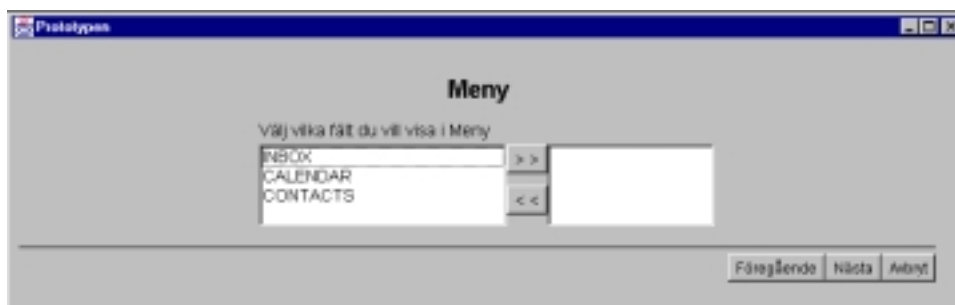 Prototypen
Meny
Välj vilka fält du vill visa i Meny
INBOX
> >
CALENDAR
CONTACTS
< <
Föregående Nästa Avbryt